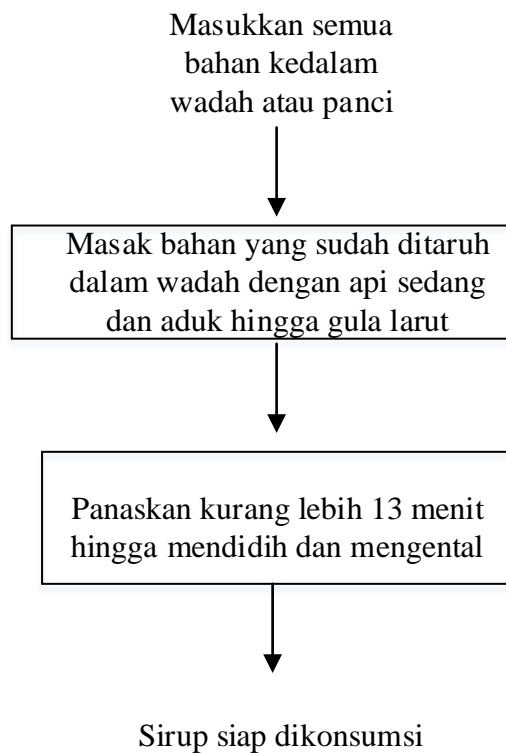 Masukkan semua
bahan kedalam
wadah atau panci
Masak bahan yang sudah ditaruh
dalam wadah dengan api sedang
dan aduk hingga gula larut
Panaskan kurang lebih 13 menit
hingga mendidih dan mengental
Sirup siap dikonsumsi